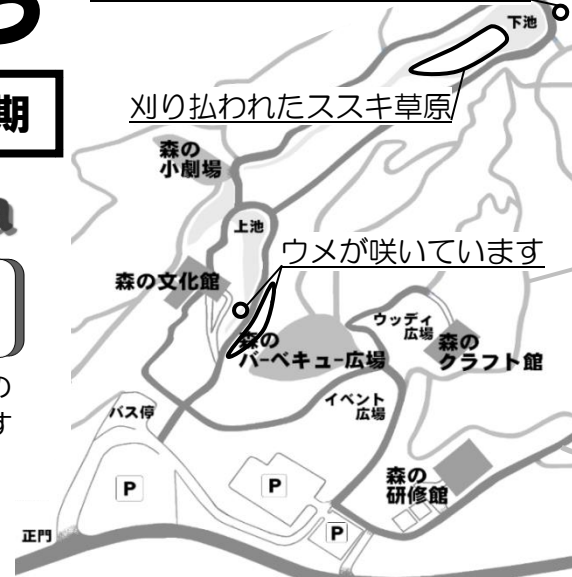 ら
期
の
す
下池
刈り払われたススキ草原
森の
小劇場
上池
ウメが咲いています
森の文化館
ウッディ
広場
森の
バーベキュー広場
森の
クラフト館
イベント
広場
バス停
森の
研修館
P
P
P
正門